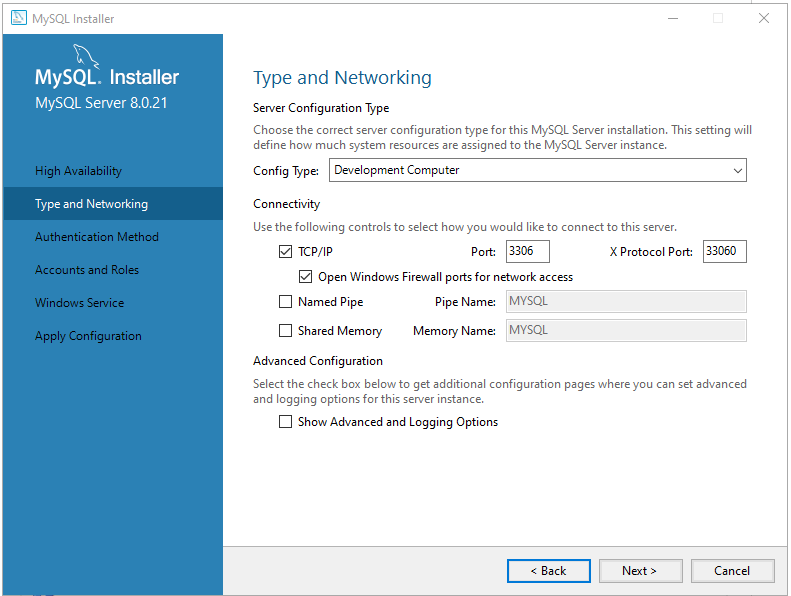 MySQL Installer
MySQL. Installer
MySQL Server 8.0.21
High Availability
Type and Networking
Authentication Method
Accounts and Roles
Windows Service
Apply Configuration
Type and Networking
Server Configuration Type
Choose the correct server configuration type for this MySQL Server installation. This setting will
define how much system resources are assigned to the MySQL Server instance.
Config Type: Development Computer
Connectivity
Use the following controls to select how you would like to connect to this server.
TCP/IP Port: 3306 X Protocol Port: 33060
Open Windows Firewall ports for network access
Named Pipe Pipe Name: MYSQL
Shared Memory Memory Name: MYSQL
Advanced Configuration
Select the check box below to get additional configuration pages where you can set advanced
and logging options for this server instance.
Show Advanced and Logging Options
< Back Next > Cancel